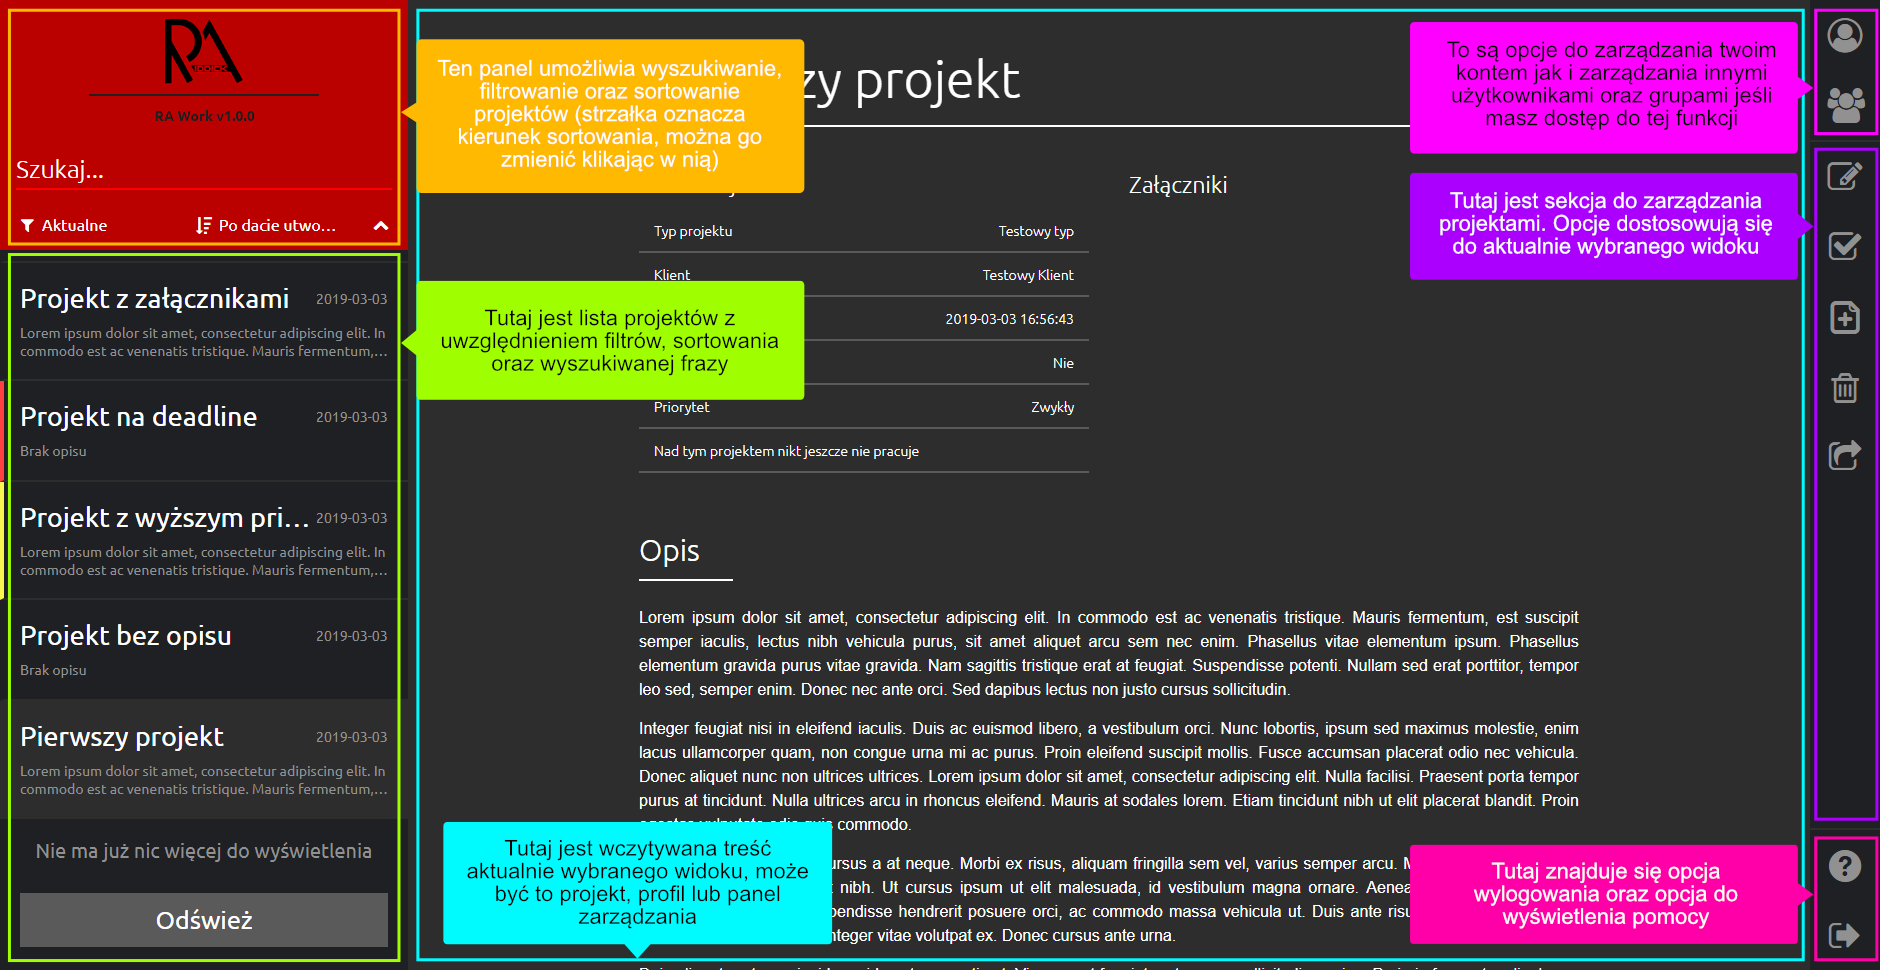 RA
RA Work v1.0.0
Szukaj...
Aktualne
Po dacie utwo...
Projekt z załącznikami
2019-03-03
Lorem ipsum dolor sit amet, consectetur adipiscing elit. In
commodo est ac venenatis tristique. Mauris fermentum,...
Projekt na deadline
2019-03-03
Brak opisu
Projekt z wyższym pri...
2019-03-03
Lorem ipsum dolor sit amet, consectetur adipiscing elit. In
commodo est ac venenatis tristique. Mauris fermentum,...
Projekt bez opisu
2019-03-03
Brak opisu
Pierwszy projekt
2019-03-03
Lorem ipsum dolor sit amet, consectetur adipiscing elit. In
commodo est ac venenatis tristique. Mauris fermentum,...
Nie ma już nic więcej do wyświetlenia
Odśwież
Ten panel umożliwia wyszukiwanie,
filtrowanie oraz sortowanie
projektów (strzałka oznacza
kierunek sortowania, można go
zmienić klikając w nią)
Tutaj jest lista projektów z
uwzględnieniem filtrów, sortowania
oraz wyszukiwanej frazy
zy projekt
Typ projektu
Testowy typ
Klient
Testowy Klient
2019-03-03 16:56:43
Nie
Priorytet
Zwykły
Nad tym projektem nikt jeszcze nie pracuje
Załączniki
Opis
Lorem ipsum dolor sit amet, consectetur adipiscing elit. In commodo est ac venenatis tristique. Mauris fermentum, est suscipit
semper iaculis, lectus nibh vehicula purus, sit amet aliquet arcu sem nec enim. Phasellus vitae elementum ipsum. Phasellus
elementum gravida purus vitae gravida. Nam sagittis tristique erat at feugiat. Suspendisse potenti. Nullam sed erat porttitor, tempor
leo sed, semper enim. Donec nec ante orci. Sed dapibus lectus non justo cursus sollicitudin.
Integer feugiat nisi in eleifend iaculis. Duis ac euismod libero, a vestibulum orci. Nunc lobortis, ipsum sed maximus molestie, enim
lacus ullamcorper quam, non congue urna mi ac purus. Proin eleifend suscipit mollis. Fusce accumsan placerat odio nec vehicula.
Donec aliquet nunc non ultrices ultrices. Lorem ipsum dolor sit amet, consectetur adipiscing elit. Nulla facilisi. Praesent porta tempor
purus at tincidunt. Nulla ultrices arcu in rhoncus eleifend. Mauris at sodales lorem. Etiam tincidunt nibh ut elit placerat blandit. Proin
commodo.
ursus a at neque. Morbi ex risus, aliquam fringilla sem vel, varius semper arcu.
nibh. Ut cursus ipsum ut elit malesuada, id vestibulum magna ornare. Aenea
pendisse hendrerit posuere orci, ac commodo massa vehicula ut. Duis ante risu
nteger vitae volutpat ex. Donec cursus ante urna.
Tutaj jest wczytywana treść
aktualnie wybranego widoku, może
być to projekt, profil lub panel
zarządzania
To są opcje do zarządzania twoim
kontem jak i zarządzania innymi
użytkownikami oraz grupami jeśli
masz dostęp do tej funkcji
Tutaj jest sekcja do zarządzania
projektami. Opcje dostosowują się
do aktualnie wybranego widoku
Tutaj znajduje się opcja
wylogowania oraz opcja do
wyświetlenia pomocy